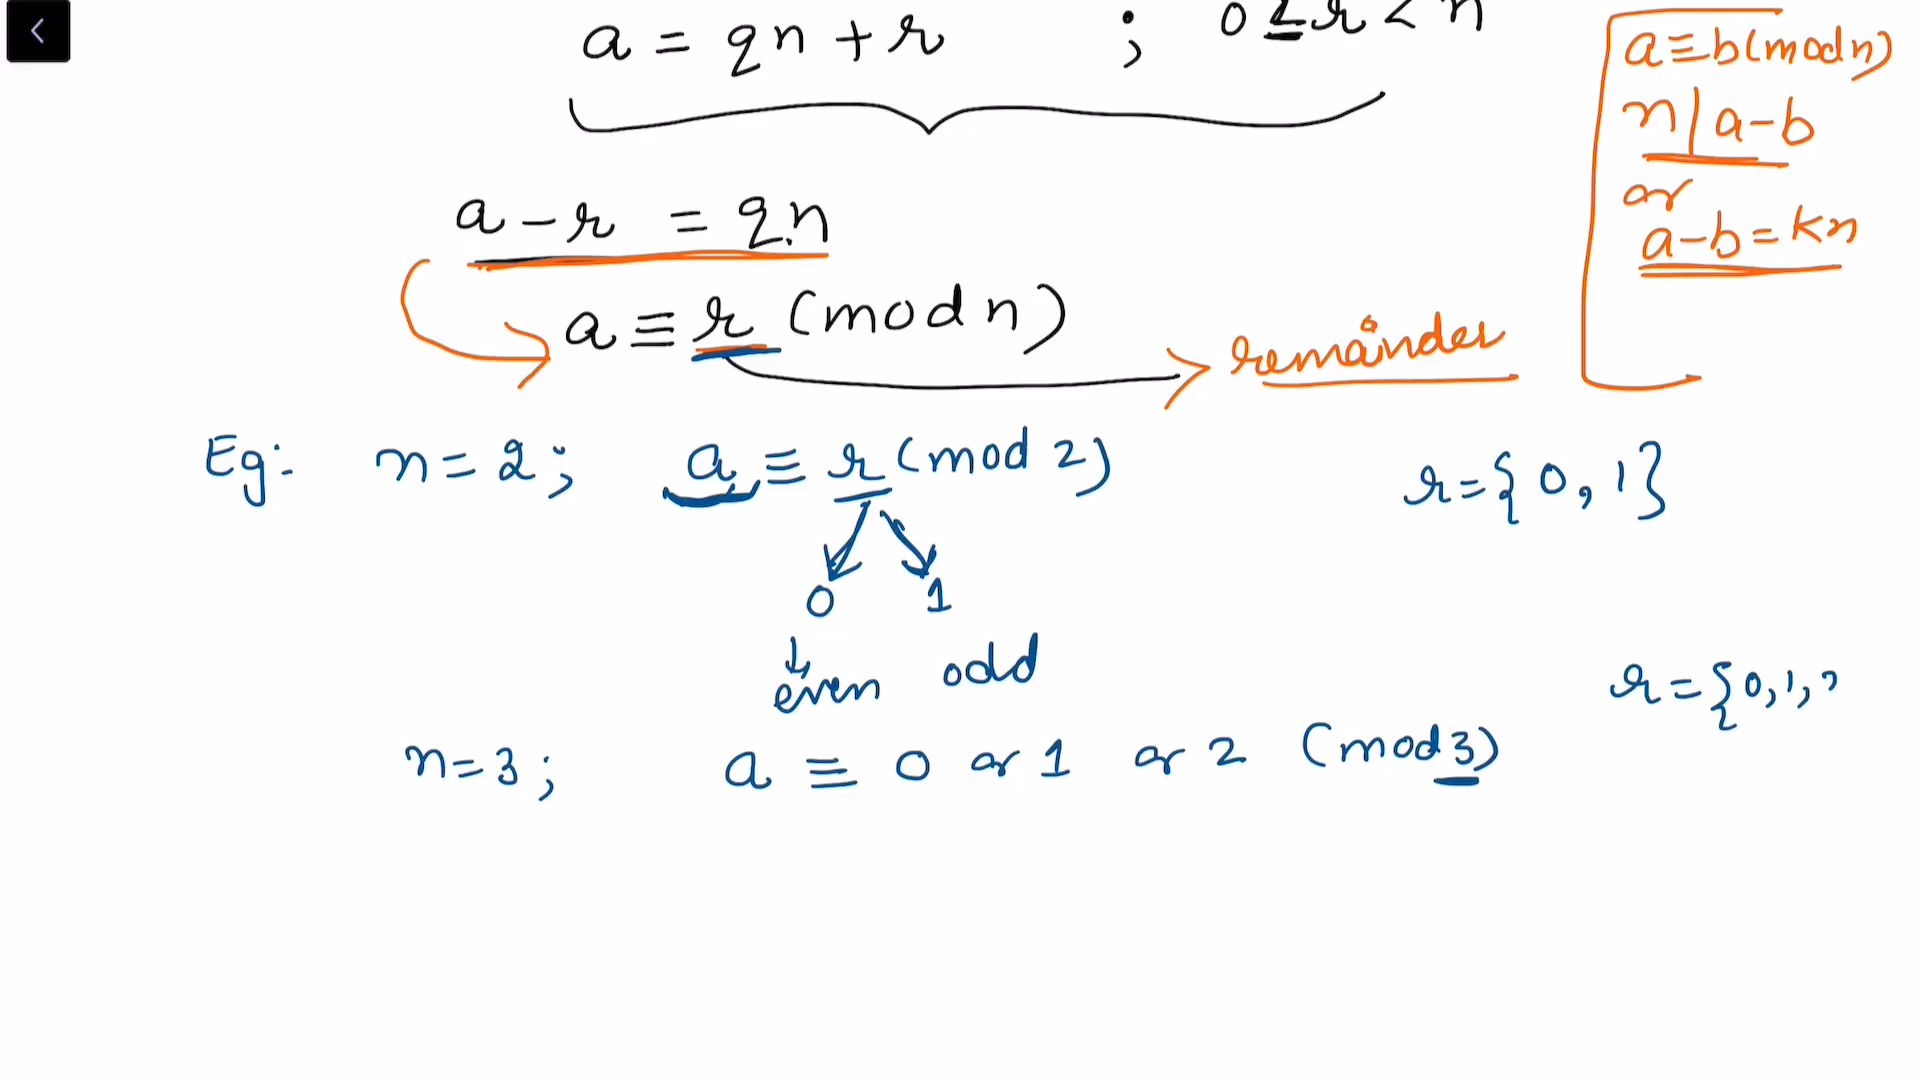 a = qn + r ; 0 ≤ r < n
a ≡ b (mod n)
n | a-b
or
a-b = kn
a - r = q.n
a ≡ r (mod n)
remainder
Eg:- n = 2 ; a ≡ r (mod 2) r = { 0, 1 }
0 1
even odd
r = { 0, 1,
n = 3 ; a ≡ 0 or 1 or 2 (mod 3)